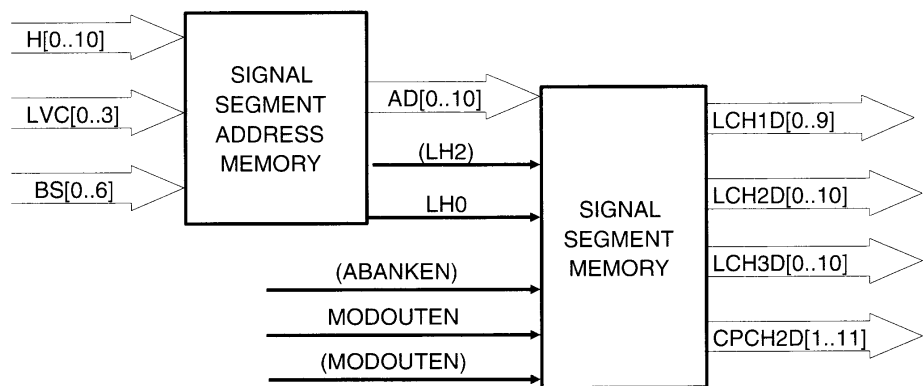 H[0..10]
LVC[0..3]
BS[0..6]
SIGNAL
SEGMENT
ADDRESS
MEMORY
AD[0..10]
(LH2)
LH0
(ABANKEN)
MODOUTEN
(MODOUTEN)
SIGNAL
SEGMENT
MEMORY
LCH1D[0..9]
LCH2D[0..10]
LCH3D[0..10]
CPCH2D[1..11]